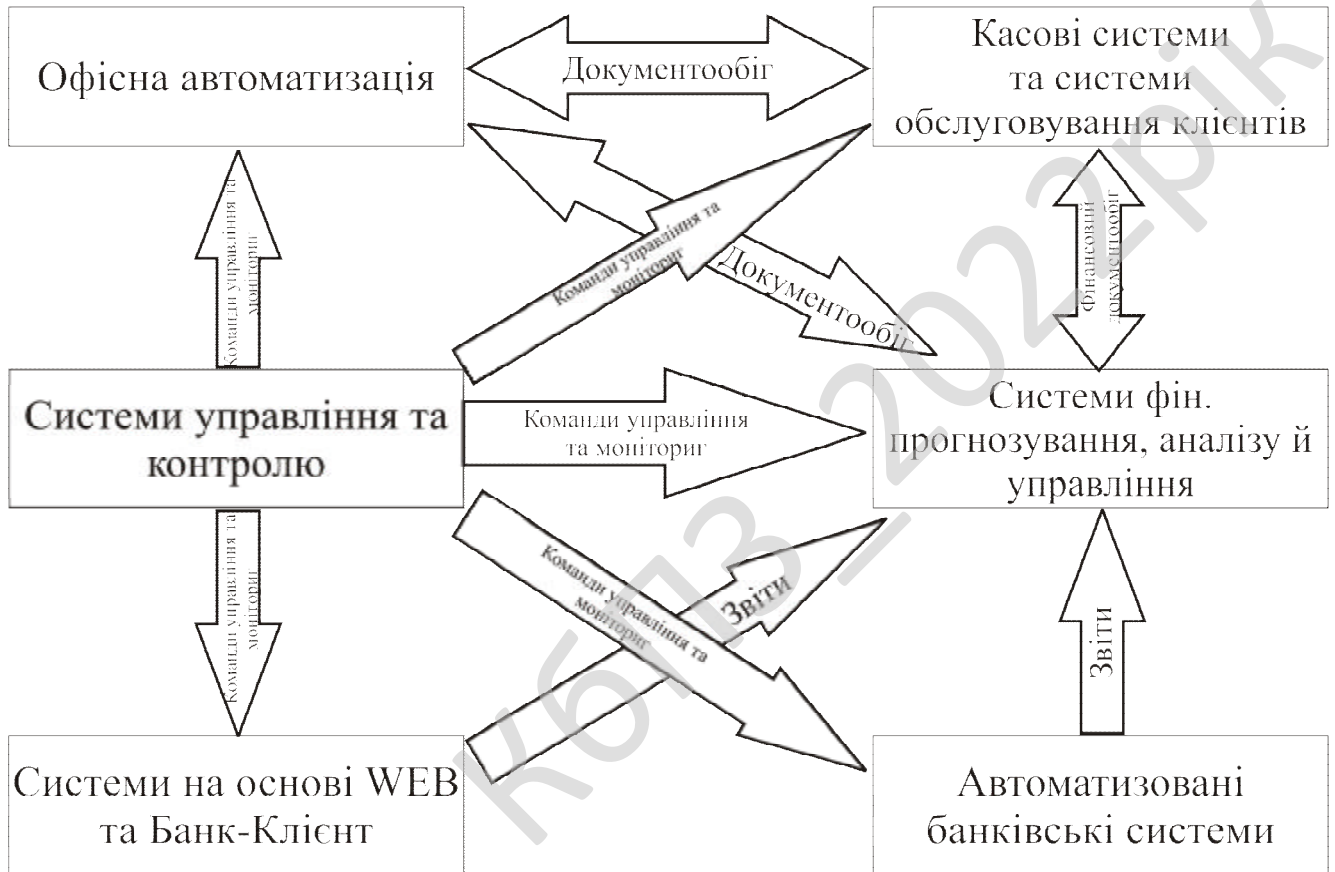 Офісна автоматизація
Документообіг
Касові системи
та системи
обслуговування клієнтів
Команди управління та
моніториг
Команди управління та
моніториг
Документообіг
Фінансовий
документообіг
Системи управління та
контролю
Команди управління
та моніториг
Системи фін.
прогнозування, аналізу й
управління
Команди управління та
моніториг
Команди управління та
моніториг
Звіти
Звіти
Системи на основі WEB
та Банк-Клієнт
Автоматизовані
банківські системи
КбПЗ_2022рік